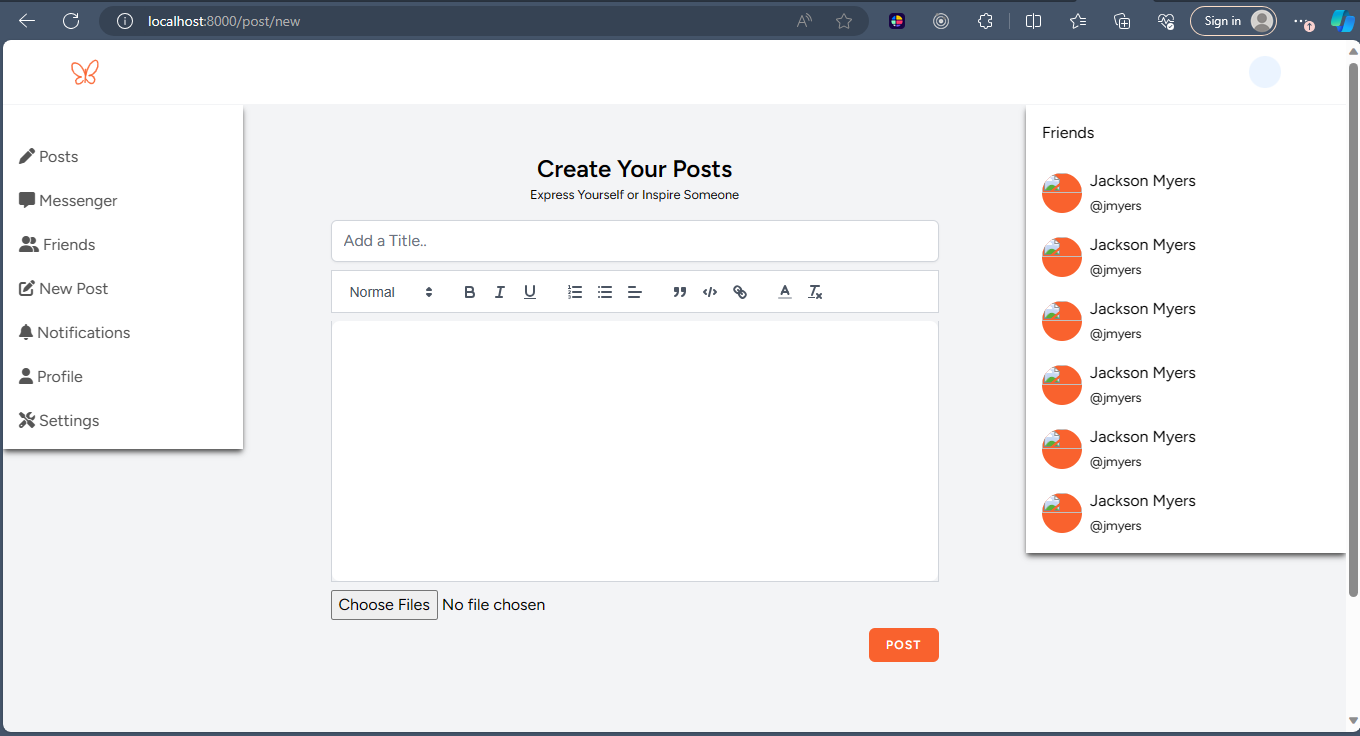 localhost:8000/post/new
Sign in
Posts
Messenger
Friends
New Post
Notifications
Profile
Settings
Create Your Posts
Express Yourself or Inspire Someone
Add a Title..
Normal
Choose Files No file chosen
POST
Friends
Jackson Myers
@jmyers
Jackson Myers
@jmyers
Jackson Myers
@jmyers
Jackson Myers
@jmyers
Jackson Myers
@jmyers
Jackson Myers
@jmyers